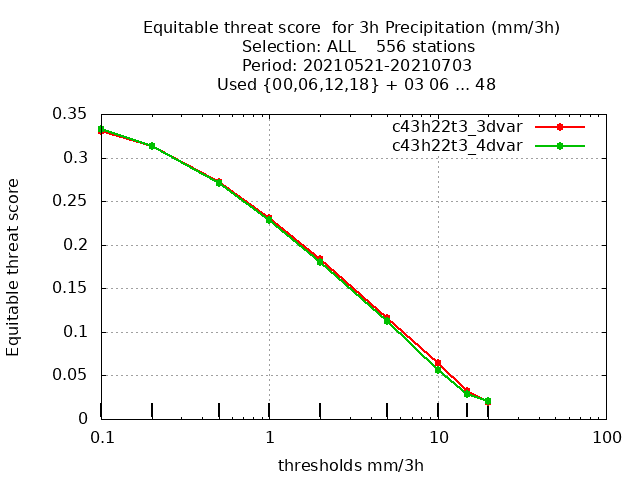 Equitable threat score  for 3h Precipitation (mm/3h)
Selection: ALL    556 stations
Period: 20210521-20210703
Used {00,06,12,18} + 03 06 ... 48
c43h22t3_3dvar
c43h22t3_4dvar
Equitable threat score
0.35
0.3
0.25
0.2
0.15
0.1
0.05
0
0.1 1 10 100
thresholds mm/3h